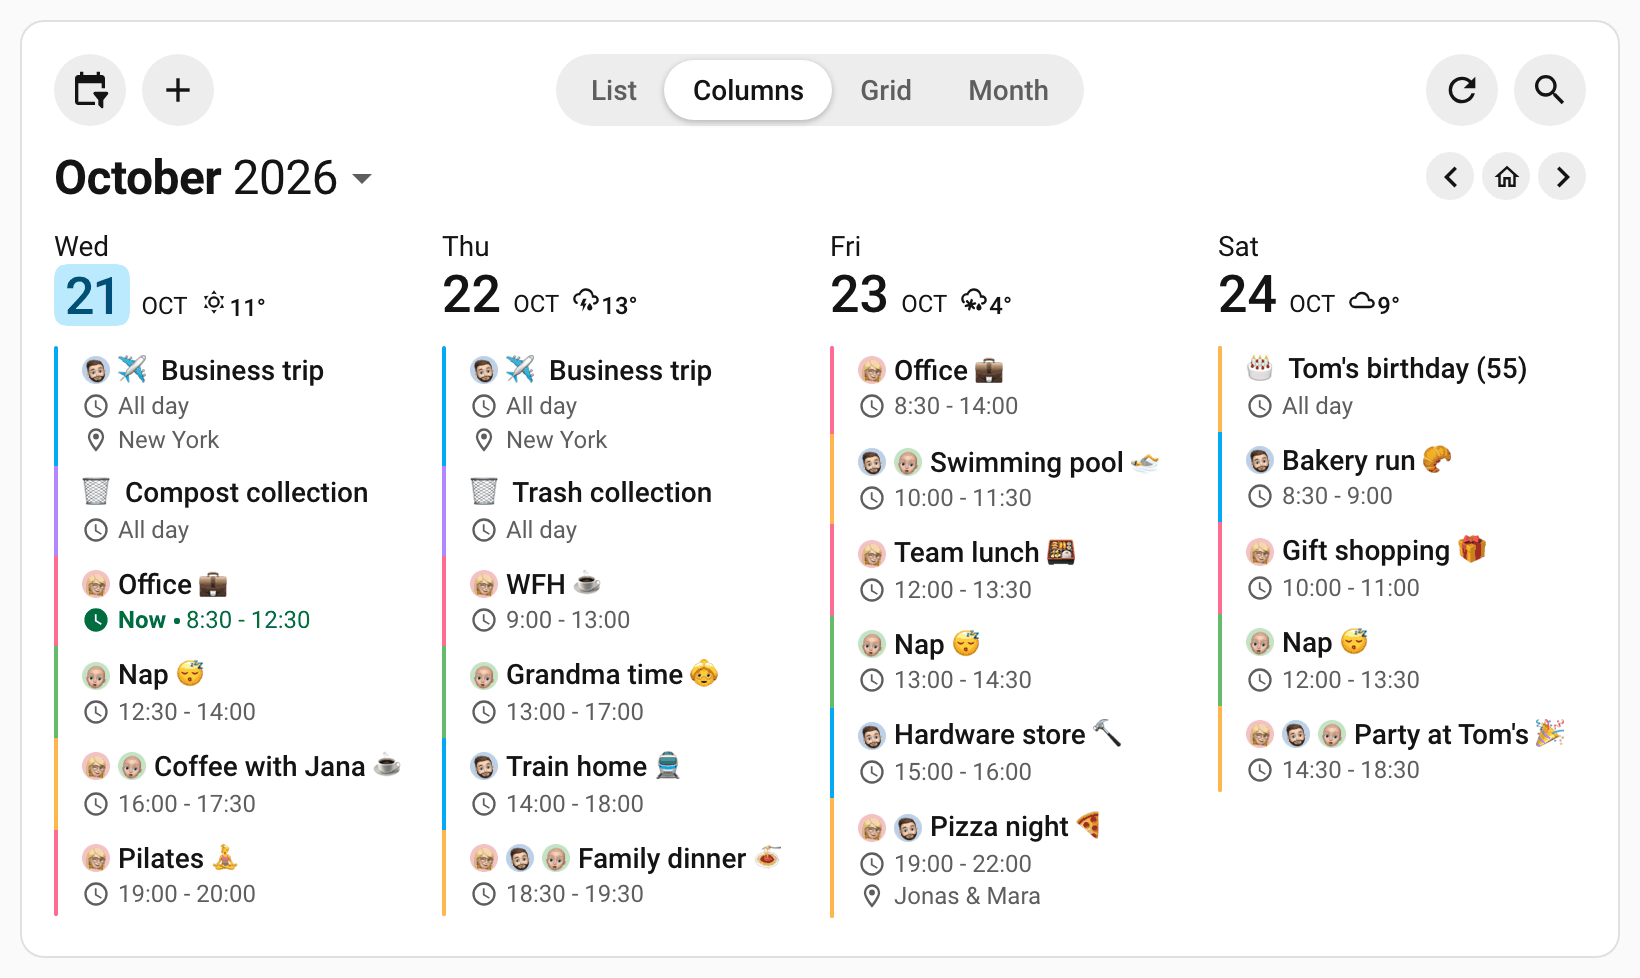 List Columns Grid Month
October 2026
Wed
21 OCT 11°
Business trip
All day
New York
Compost collection
All day
Office
Now • 8:30 - 12:30
Nap
12:30 - 14:00
Coffee with Jana
16:00 - 17:30
Pilates
19:00 - 20:00
Thu
22 OCT 13°
Business trip
All day
New York
Trash collection
All day
WFH
9:00 - 13:00
Grandma time
13:00 - 17:00
Train home
14:00 - 18:00
Family dinner
18:30 - 19:30
Fri
23 OCT 4°
Office
8:30 - 14:00
Swimming pool
10:00 - 11:30
Team lunch
12:00 - 13:30
Nap
13:00 - 14:30
Hardware store
15:00 - 16:00
Pizza night
19:00 - 22:00
Jonas & Mara
Sat
24 OCT 9°
Tom's birthday (55)
All day
Bakery run
8:30 - 9:00
Gift shopping
10:00 - 11:00
Nap
12:00 - 13:30
Party at Tom's
14:30 - 18:30